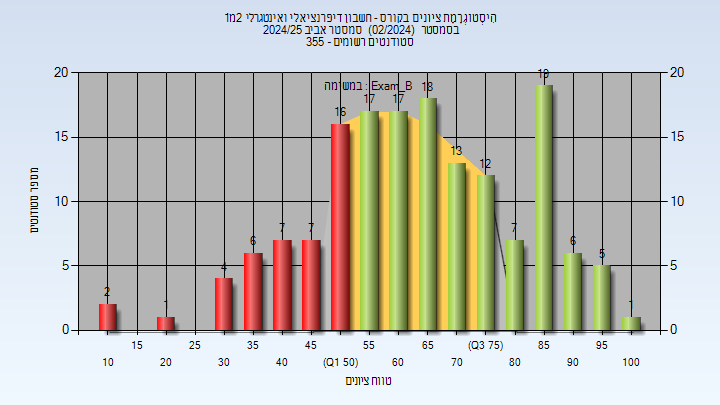 הִיסְטוֹגְרָמַת ציונים בקורס - חשבון דיפרנציאלי ואינטגרלי 2מ1
בסמסטר (02/2024) סמסטר אביב 2024/25
סטודנטים רשומים - 355
במשימה : Exam_B
20 20
15 15
10 10
5 5
0 0
מספר סטודנטים
2 1 4 6 7 7 16 17 17 18 13 12 7 19 6 5 1
15 25 35 45 55 65 (Q3 75) 85 95
10 20 30 40 (Q1 50) 60 70 80 90 100
טווח ציונים